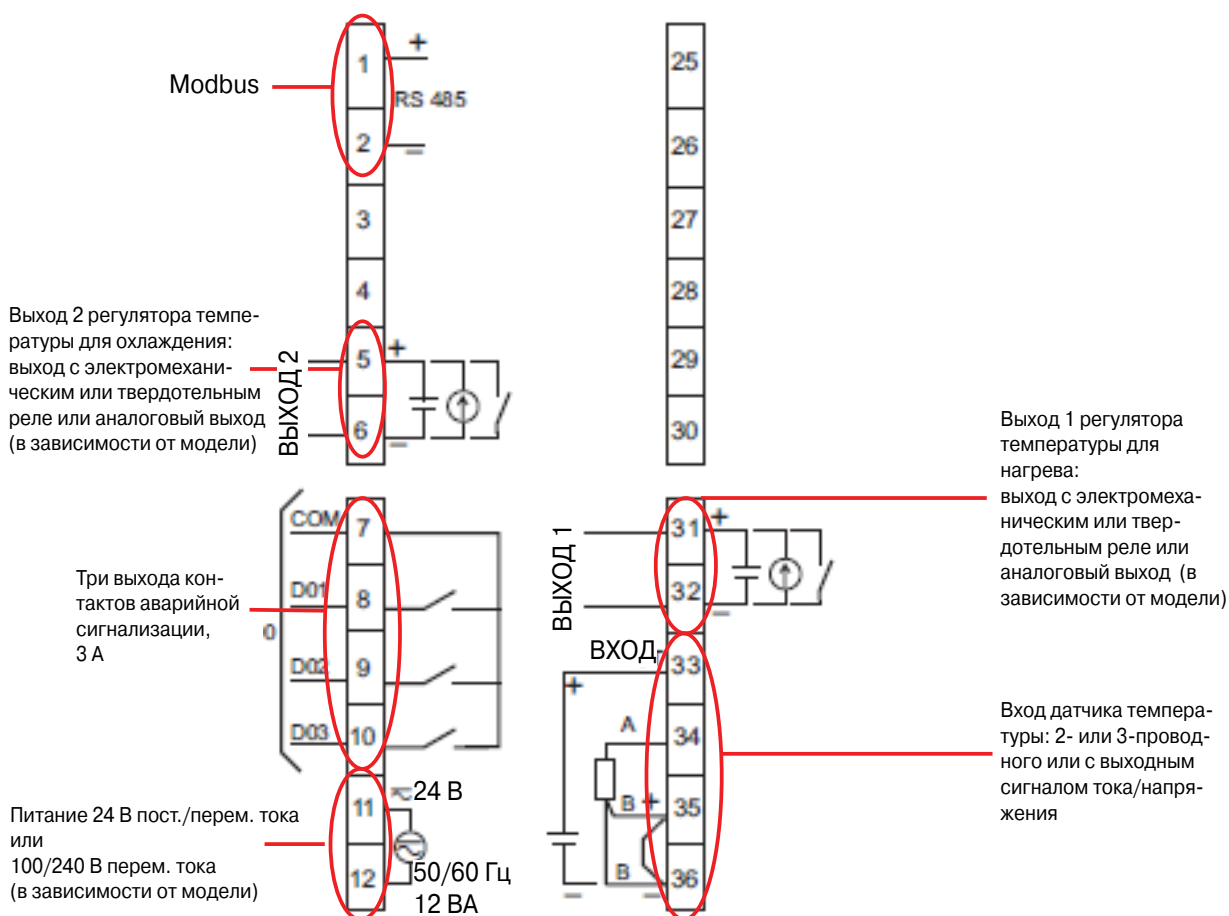 Modbus
1
+
RS 485
2
–
3
4
Выход 2 регулятора темпе-
ратуры для охлаждения:
выход с электромехани-
ческим или твердотельным
реле или аналоговый выход
(в зависимости от модели)
ВЫХОД 2
5
+
6
–
25
26
27
28
29
30
Три выхода кон-
тактов аварийной
сигнализации,
3 А
0
COM
7
D01
8
D02
9
D03
10
Питание 24 В пост./перем. тока
или
100/240 В перем. тока
(в зависимости от модели)
11
24 В
12
50/60 Гц
12 ВА
ВЫХОД 1
31
+
32
–
Выход 1 регулятора
температуры для
нагрева:
выход с электромеха-
ническим или твер-
дотельным реле или
аналоговый выход (в
зависимости от модели)
ВХОД
33
+
A
34
B
+
35
B
36
–
–
Вход датчика темпера-
туры: 2- или 3-провод-
ного или с выходным
сигналом тока/напря-
жения